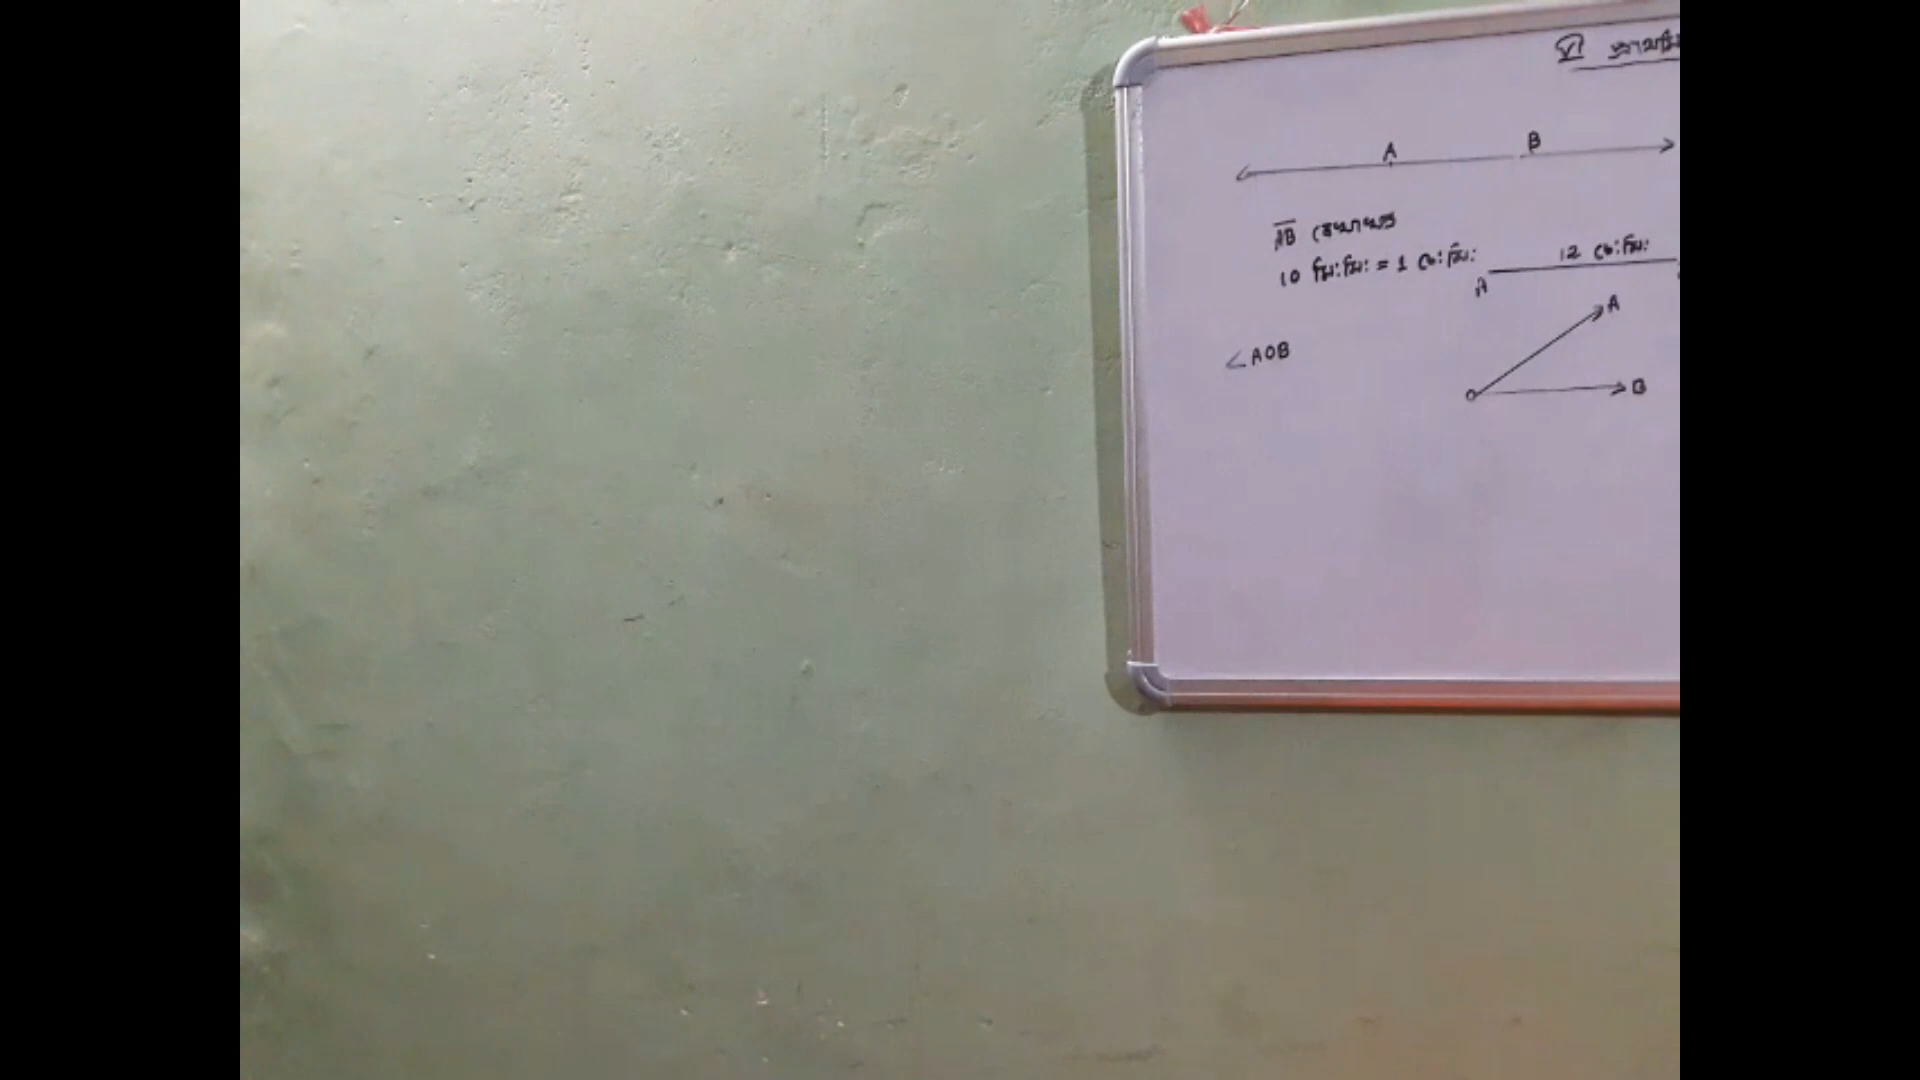 VI
A B
AB রেখাখণ্ড
10 মি:মি: = 1 সে:মি:
12 সে:মি:
A
A
∠AOB
O B